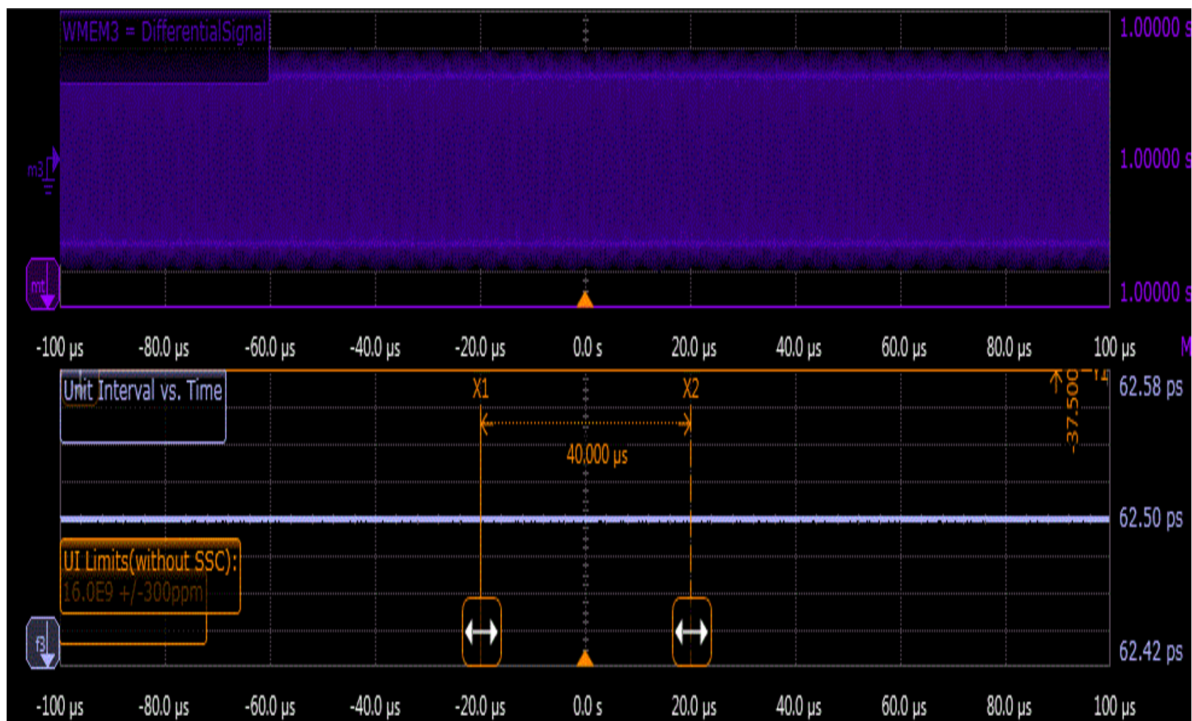 WMEM3 = DifferentialSignal
1.00000 s
m3
1.00000 s
mt
1.00000 s
-100 µs -80.0 µs -60.0 µs -40.0 µs -20.0 µs 0.0 s 20.0 µs 40.0 µs 60.0 µs 80.0 µs 100 µs M
Unit Interval vs. Time
X1 X2
62.58 ps
-37.500
40.000 µs
62.50 ps
UI Limits(without SSC):
16.0E9 +/-300ppm
f3
62.42 ps
-100 µs -80.0 µs -60.0 µs -40.0 µs -20.0 µs 0.0 s 20.0 µs 40.0 µs 60.0 µs 80.0 µs 100 µs